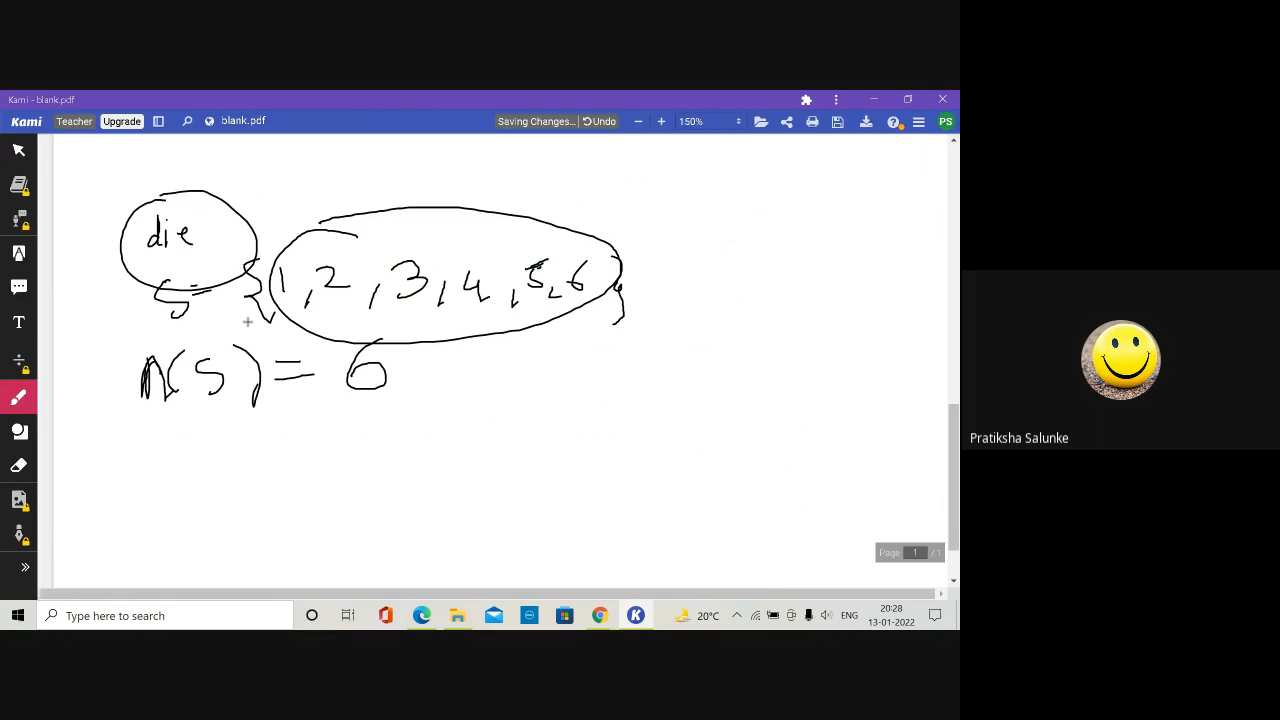 Kami - blank.pdf
Kami Teacher Upgrade blank.pdf Saving Changes... Undo 150% PS
die
S = { 1, 2, 3, 4, 5, 6 }
n(S) = 6
Pratiksha Salunke
Page 1 / 1
Type here to search
20°C ENG 20:28
13-01-2022